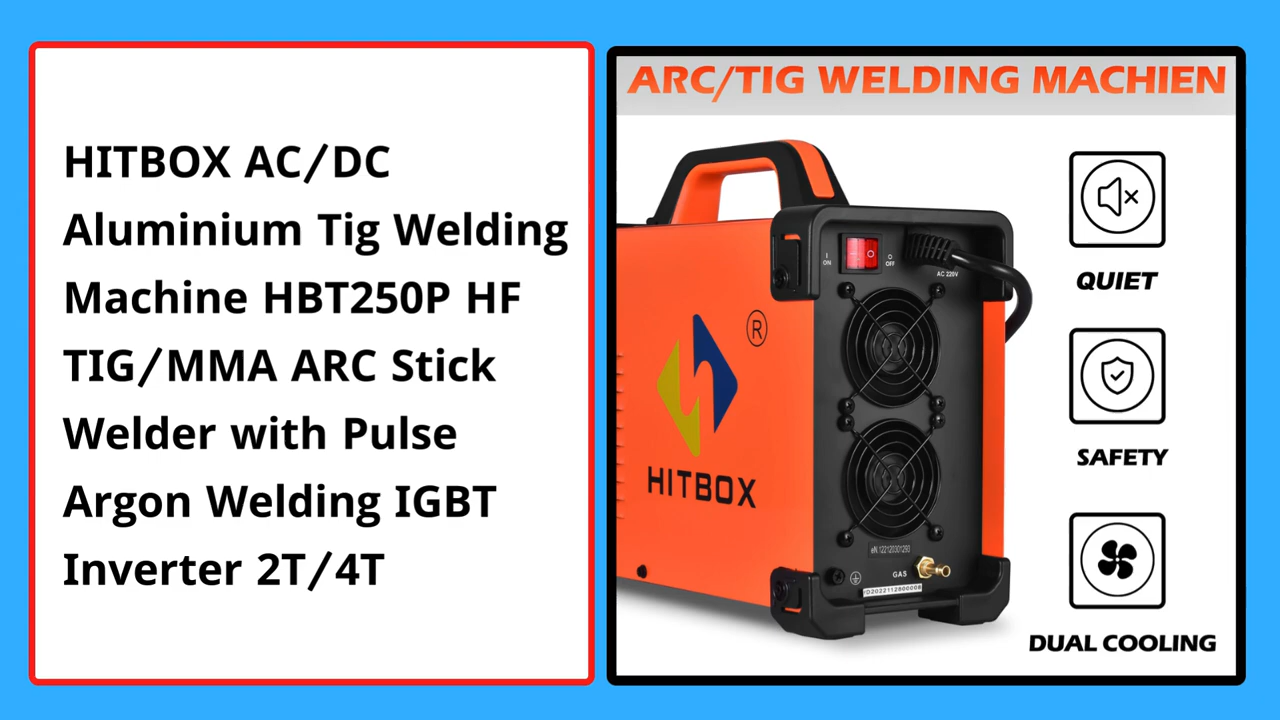 HITBOX AC/DC
Aluminium Tig Welding
Machine HBT250P HF
TIG/MMA ARC Stick
Welder with Pulse
Argon Welding IGBT
Inverter 2T/4T
ARC/TIG WELDING MACHIEN
I
ON
O
OFF
AC 220V
®
HITBOX
GAS
QUIET
SAFETY
DUAL COOLING